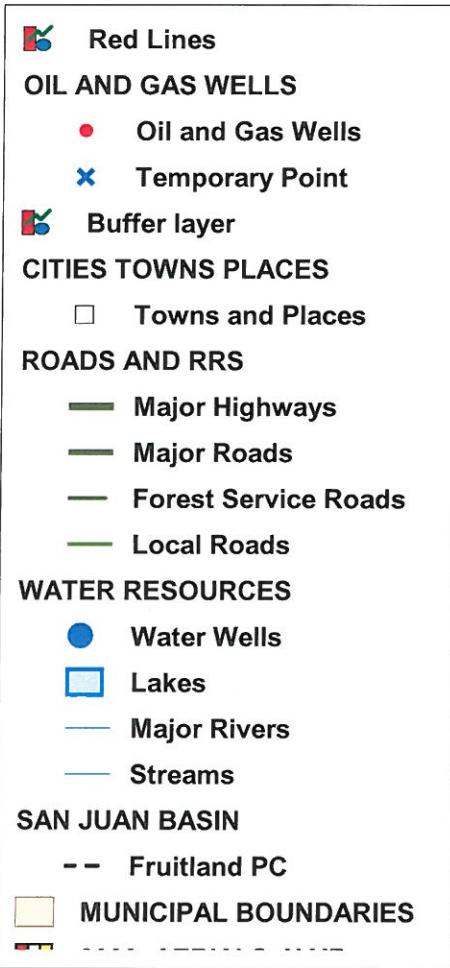 Red Lines
OIL AND GAS WELLS
Oil and Gas Wells
Temporary Point
Buffer layer
CITIES TOWNS PLACES
Towns and Places
ROADS AND RRS
Major Highways
Major Roads
Forest Service Roads
Local Roads
WATER RESOURCES
Water Wells
Lakes
Major Rivers
Streams
SAN JUAN BASIN
Fruitland PC
MUNICIPAL BOUNDARIES